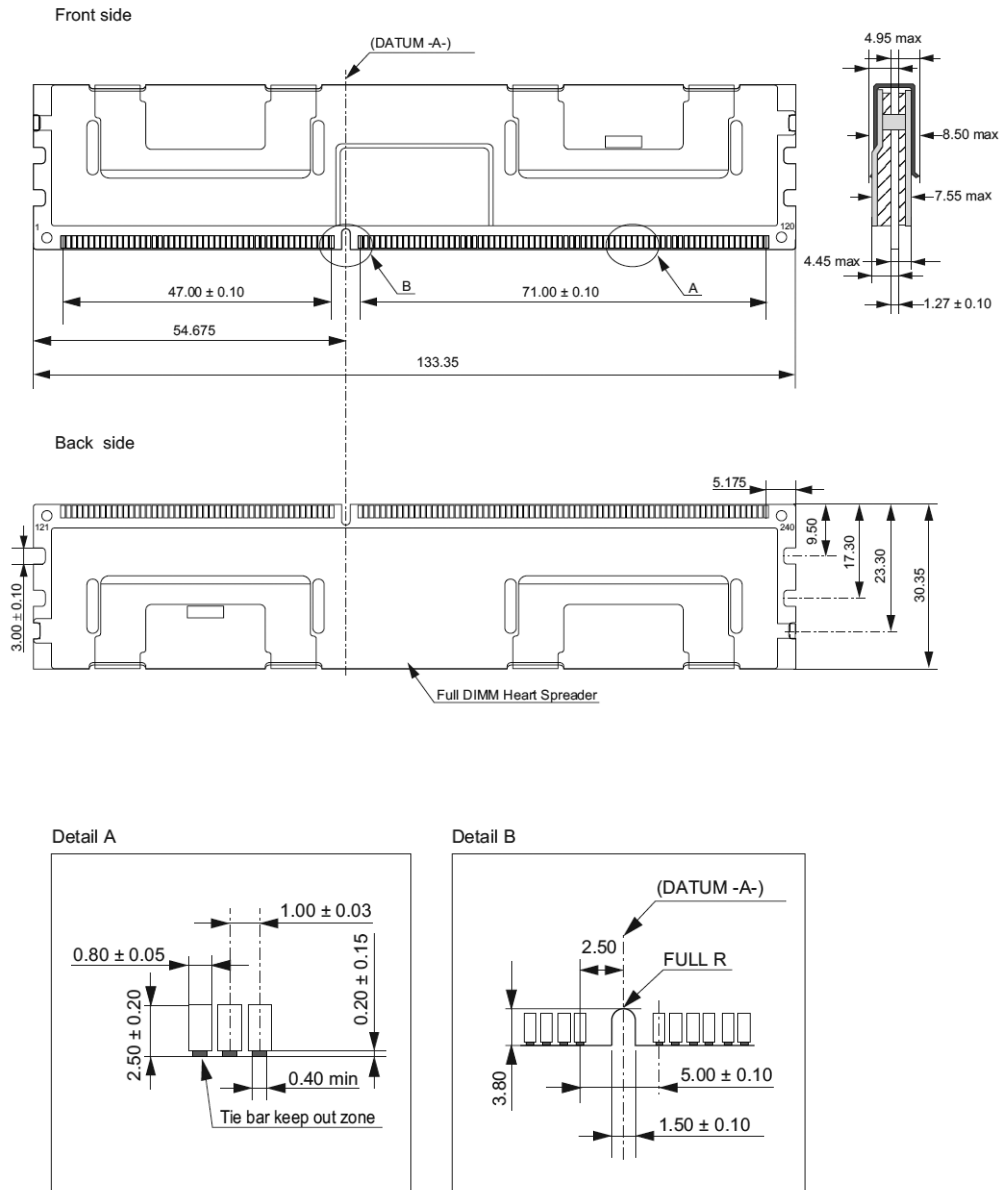 Front side
(DATUM -A-)
4.95 max
8.50 max
7.55 max
4.45 max
1.27 ± 0.10
1
120
B
A
47.00 ± 0.10
71.00 ± 0.10
54.675
133.35
Back side
5.175
121
240
3.00 ± 0.10
9.50
17.30
23.30
30.35
Full DIMM Heart Spreader
Detail A
1.00 ± 0.03
0.80 ± 0.05
2.50 ± 0.20
0.20 ± 0.15
0.40 min
Tie bar keep out zone
Detail B
(DATUM -A-)
2.50
FULL R
3.80
5.00 ± 0.10
1.50 ± 0.10